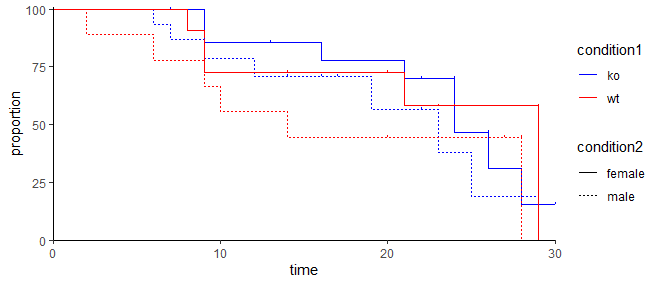 100
75
50
25
0
proportion
0 10 20 30
time
condition1
ko
wt
condition2
female
male